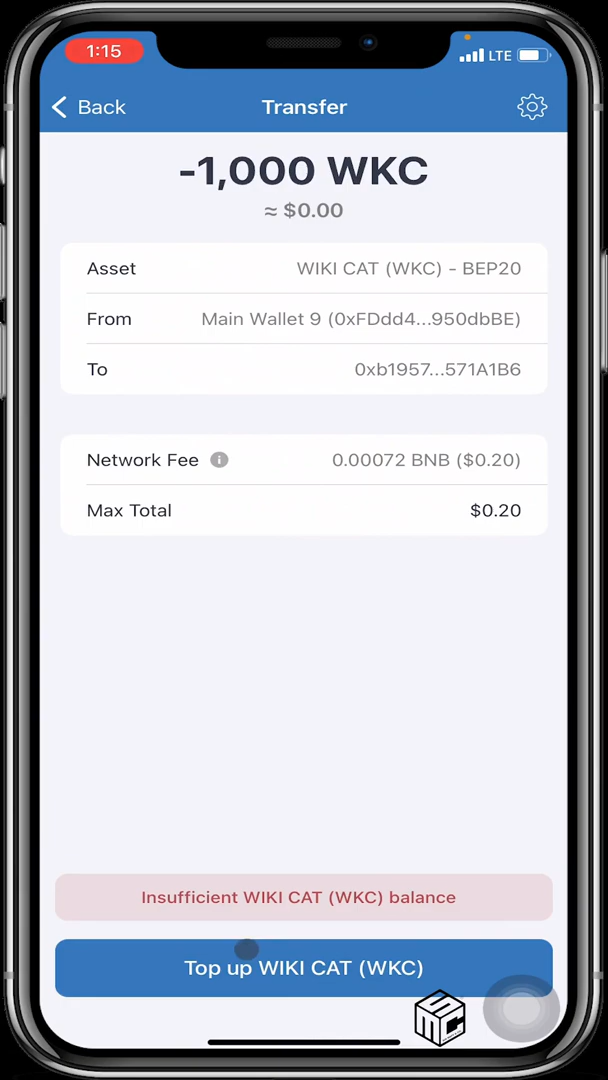 1:15
LTE
Back Transfer
-1,000 WKC
≈ $0.00
Asset WIKI CAT (WKC) - BEP20
From Main Wallet 9 (0xFDdd4...950dbBE)
To 0xb1957...571A1B6
Network Fee i 0.00072 BNB ($0.20)
Max Total $0.20
Insufficient WIKI CAT (WKC) balance
Top up WIKI CAT (WKC)